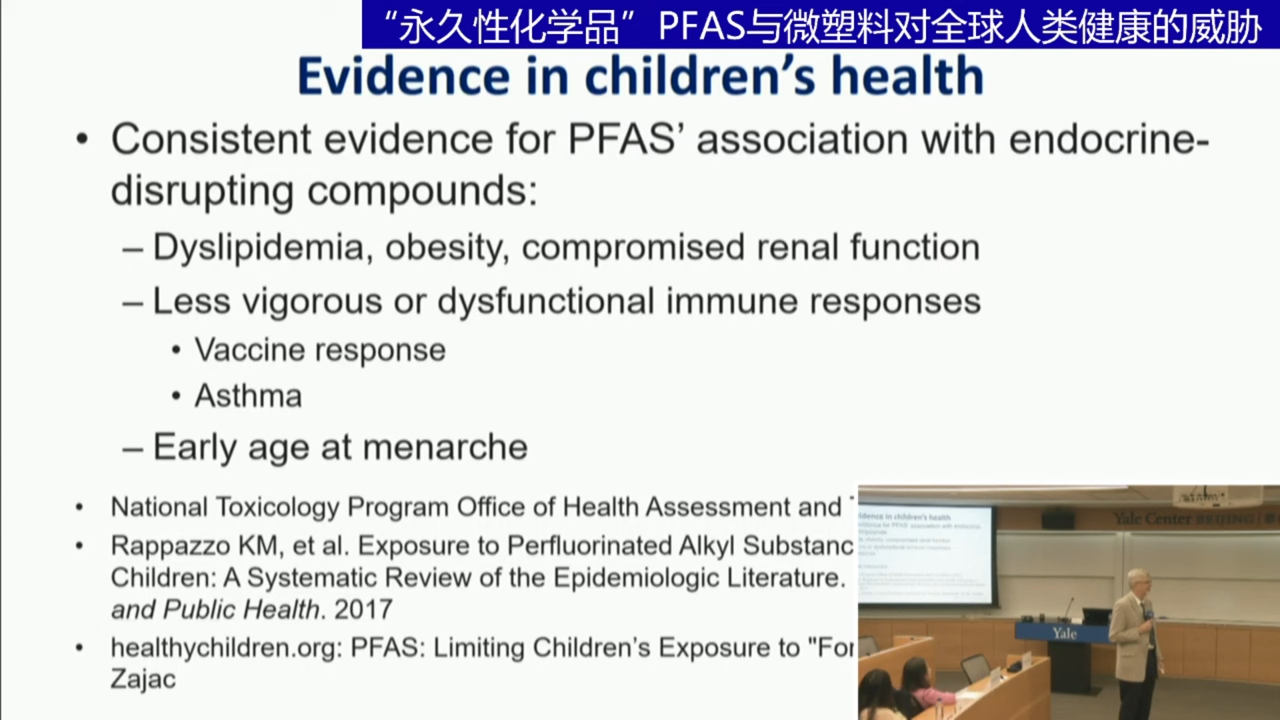 “永久性化学品”PFAS与微塑料对全球人类健康的威胁
Evidence in children’s health
• Consistent evidence for PFAS’ association with endocrine-
disrupting compounds:
– Dyslipidemia, obesity, compromised renal function
– Less vigorous or dysfunctional immune responses
• Vaccine response
• Asthma
– Early age at menarche
• National Toxicology Program Office of Health Assessment and
• Rappazzo KM, et al. Exposure to Perfluorinated Alkyl Substanc
Children: A Systematic Review of the Epidemiologic Literature.
and Public Health. 2017
• healthychildren.org: PFAS: Limiting Children’s Exposure to "For
Zajac
Yale Center BEIJING
Yale